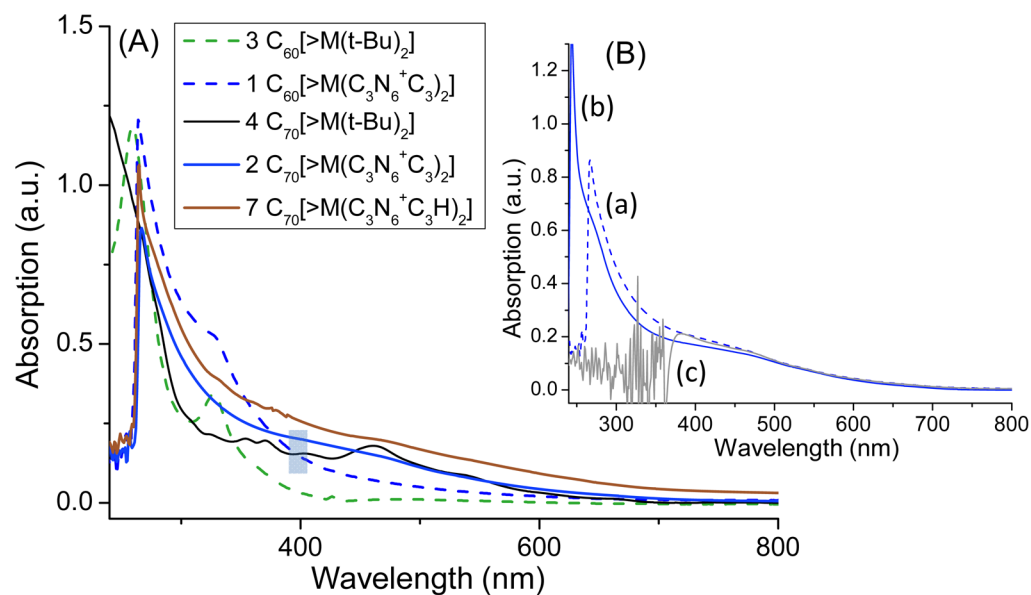 (A)
3 C60[>M(t-Bu)2]
1 C60[>M(C3N6+C3)2]
4 C70[>M(t-Bu)2]
2 C70[>M(C3N6+C3)2]
7 C70[>M(C3N6+C3H)2]
1.5
1.0
0.5
0.0
Absorption (a.u.)
400 600 800
Wavelength (nm)
(B)
(b)
(a)
(c)
1.2
1.0
0.8
0.6
0.4
0.2
0.0
Absorption (a.u.)
300 400 500 600 700 800
Wavelength (nm)